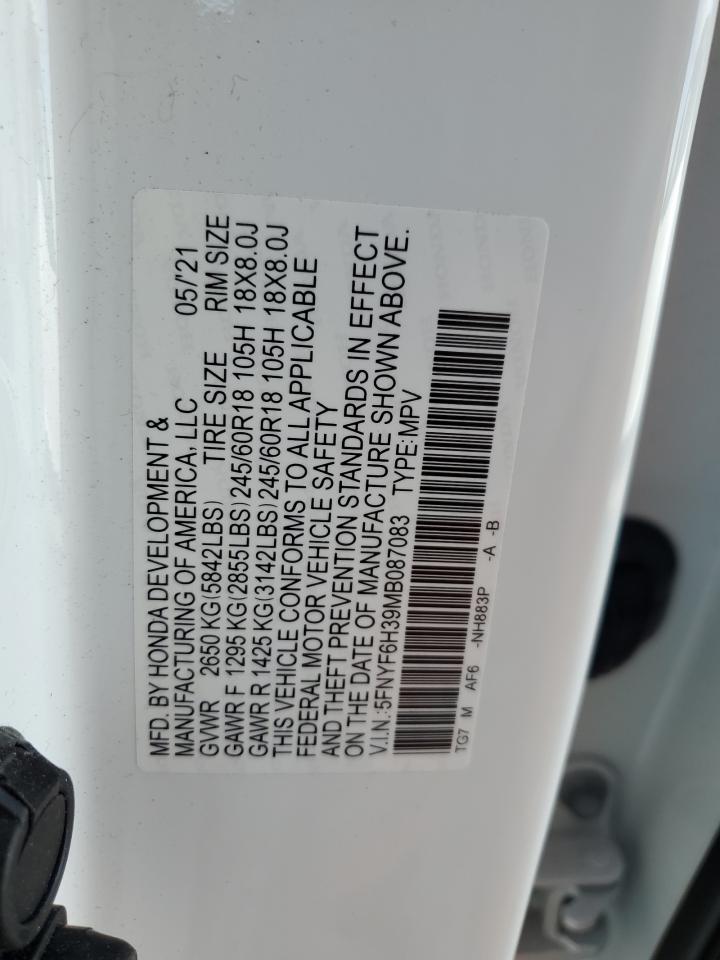 MFD. BY HONDA DEVELOPMENT &
MANUFACTURING OF AMERICA, LLC 05/'21
GVWR 2650 KG(5842LBS) TIRE SIZE RIM SIZE
GAWR F 1295 KG(2855LBS)245/60R18 105H 18X8.0J
GAWR R 1425 KG(3142LBS)245/60R18 105H 18X8.0J
THIS VEHICLE CONFORMS TO ALL APPLICABLE
FEDERAL MOTOR VEHICLE SAFETY
AND THEFT PREVENTION STANDARDS IN EFFECT
ON THE DATE OF MANUFACTURE SHOWN ABOVE.
V.I.N.:5FNYF6H39MB087083 TYPE:MPV
TG7 M AF6 -NH883P -A -B